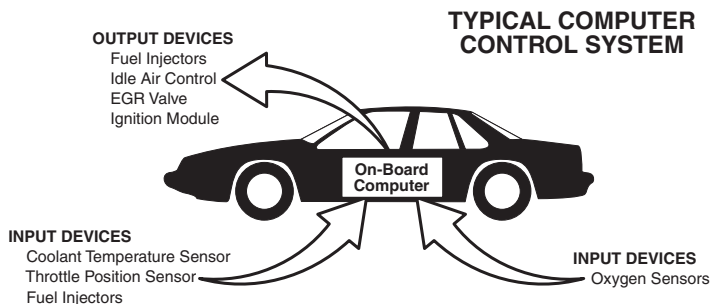 TYPICAL COMPUTER
CONTROL SYSTEM
OUTPUT DEVICES
Fuel Injectors
Idle Air Control
EGR Valve
Ignition Module
On-Board
Computer
INPUT DEVICES
Coolant Temperature Sensor
Throttle Position Sensor
Fuel Injectors
INPUT DEVICES
Oxygen Sensors